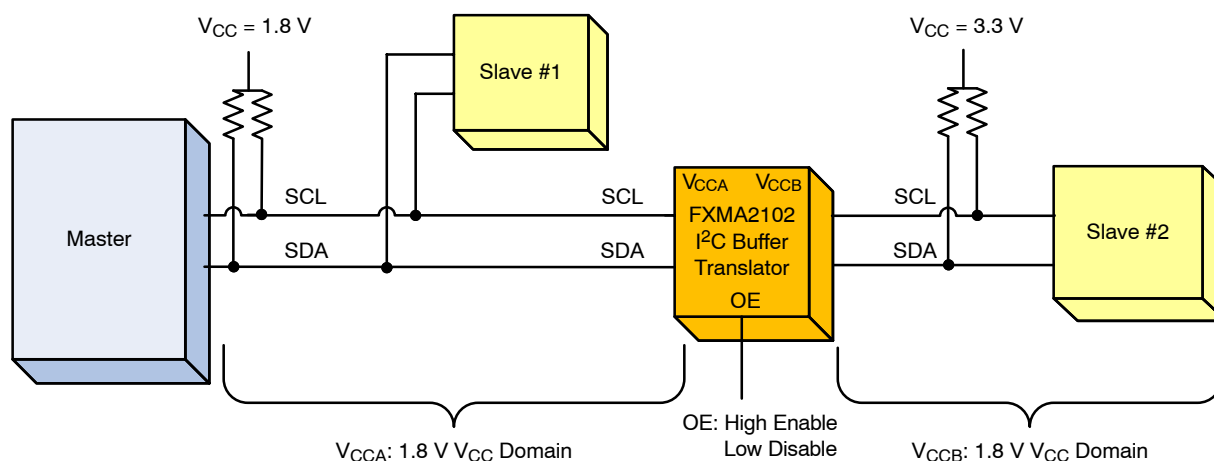 VCC = 1.8 V
VCC = 3.3 V
Slave #1
Master
SCL
SDA
SCL
SDA
VCCA VCCB
FXMA2102
I²C Buffer
Translator
OE
SCL
SDA
Slave #2
OE: High Enable
Low Disable
VCCA: 1.8 V VCC Domain
VCCB: 1.8 V VCC Domain